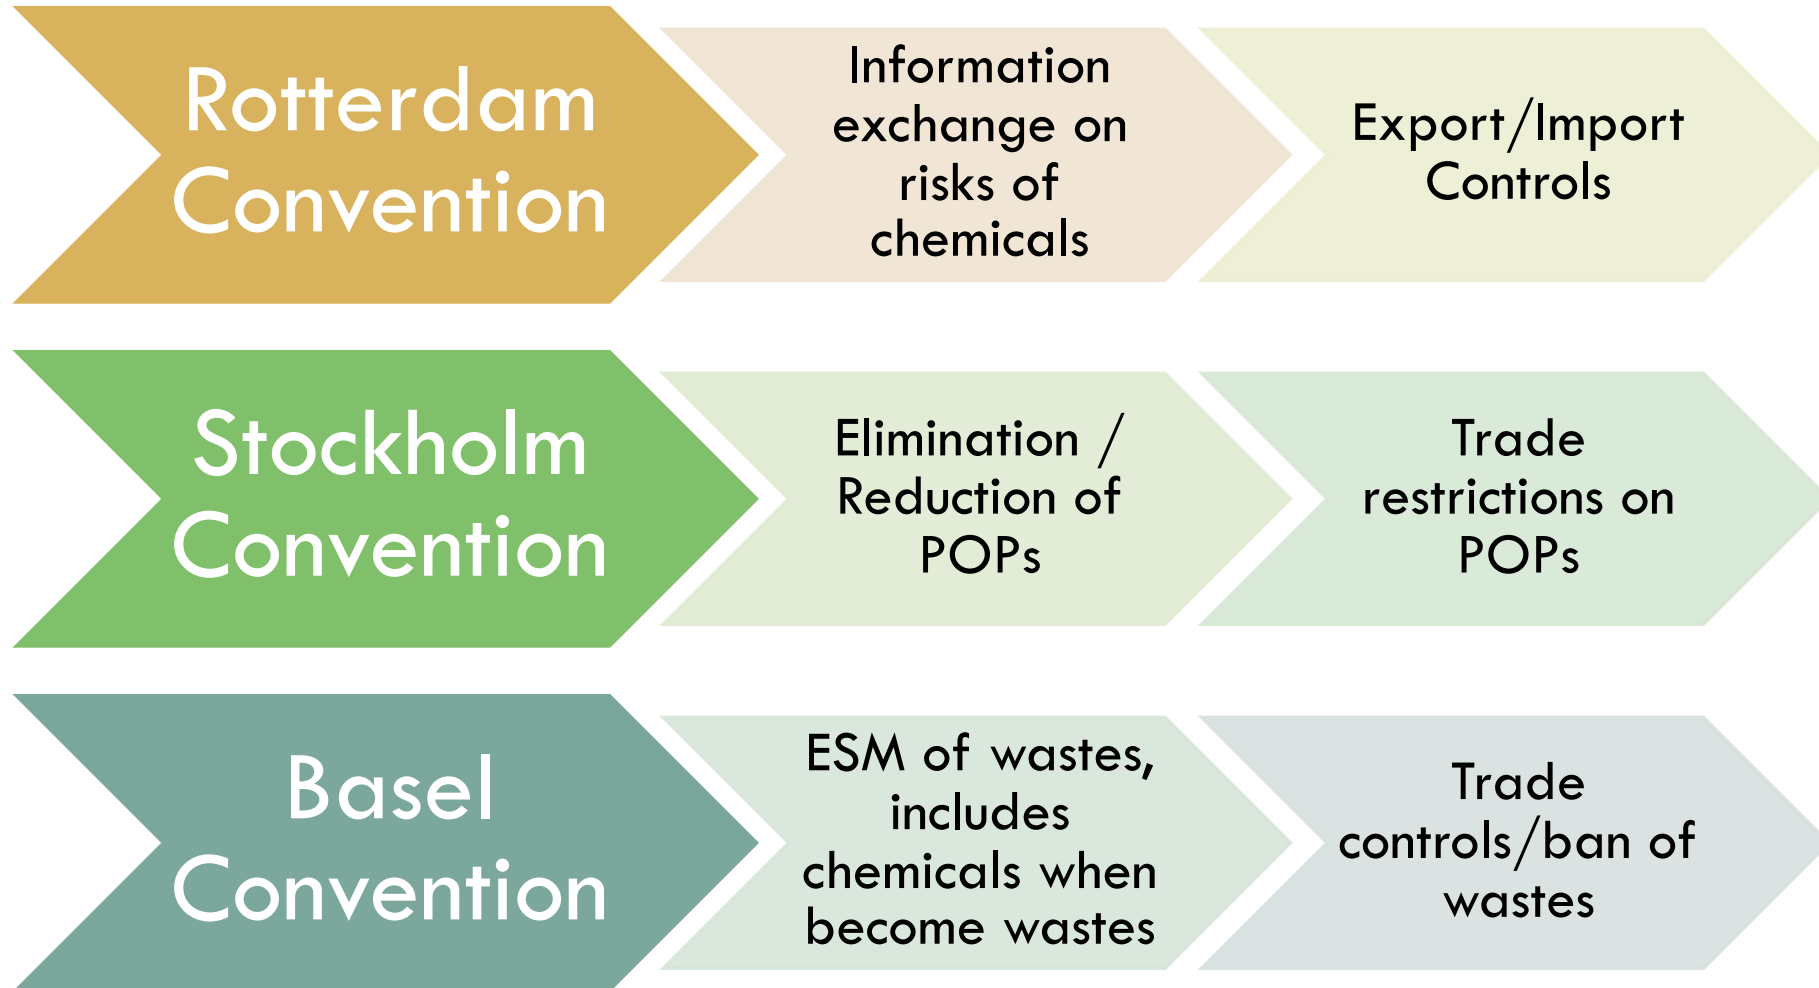 Rotterdam
Convention
Information
exchange on
risks of
chemicals
Export/Import
Controls
Stockholm
Convention
Elimination /
Reduction of
POPs
Trade
restrictions on
POPs
Basel
Convention
ESM of wastes,
includes
chemicals when
become wastes
Trade
controls/ban of
wastes